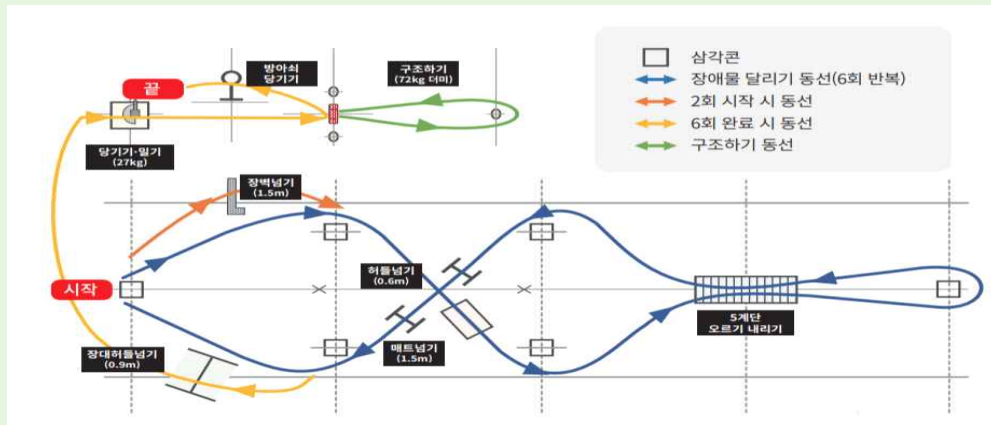 방아쇠
당기기
구조하기
(72kg 더미)
끝
당기기·밀기
(27kg)
삼각콘
장애물 달리기 동선(6회 반복)
2회 시작 시 동선
6회 완료 시 동선
구조하기 동선
장벽넘기
(1.5m)
시작
허들넘기
(0.6m)
5계단
오르기 내리기
매트넘기
(1.5m)
장대허들넘기
(0.9m)